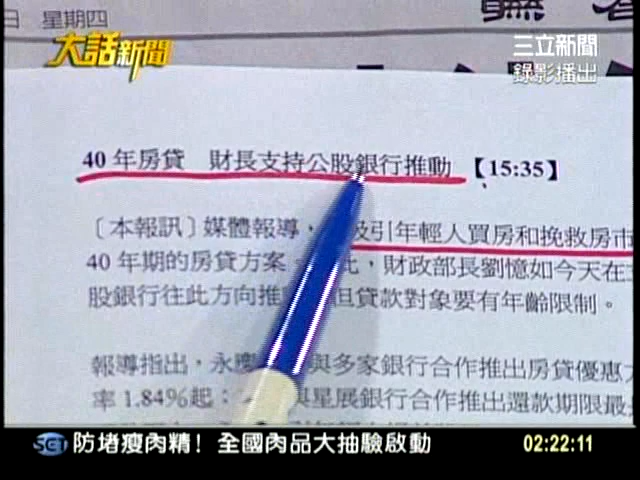 日 星期四
大話新聞
三立新聞
錄影播出
40 年房貸 財長支持公股銀行推動 【15:35】
〔本報訊〕媒體報導, 引年輕人買房和挽救房市
40 年期的房貸方案 此,財政部長劉憶如今天在
股銀行往此方向推 但貸款對象要有年齡限制。
報導指出,永慶 與多家銀行合作推出房貸優惠
率 1.84%起; 與星展銀行合作推出還款期限最
SET 防堵瘦肉精! 全國肉品大抽驗啟動 02:22:11